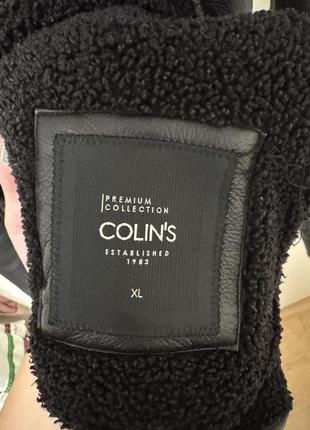 PREMIUM
COLLECTION
COLIN'S
ESTABLISHED
1983
XL